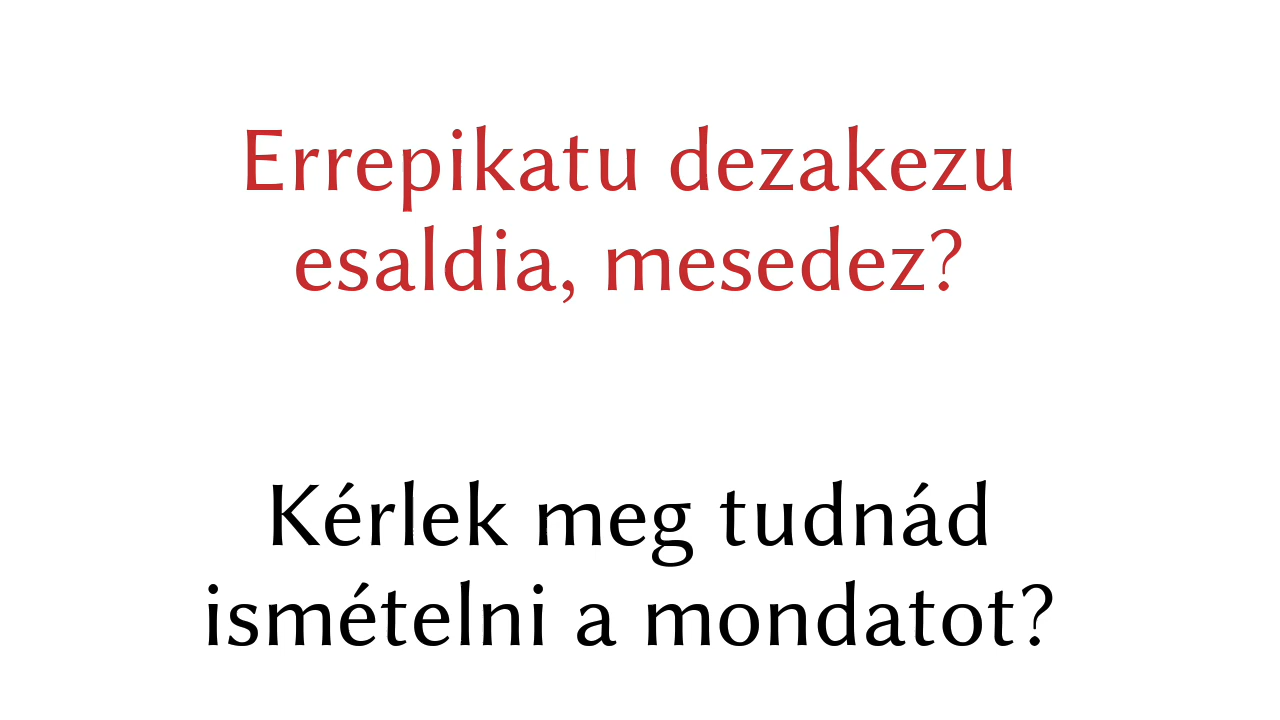 Errepikatu dezakezu
esaldia, mesedez?
Kérlek meg tudnád
ismételni a mondatot?